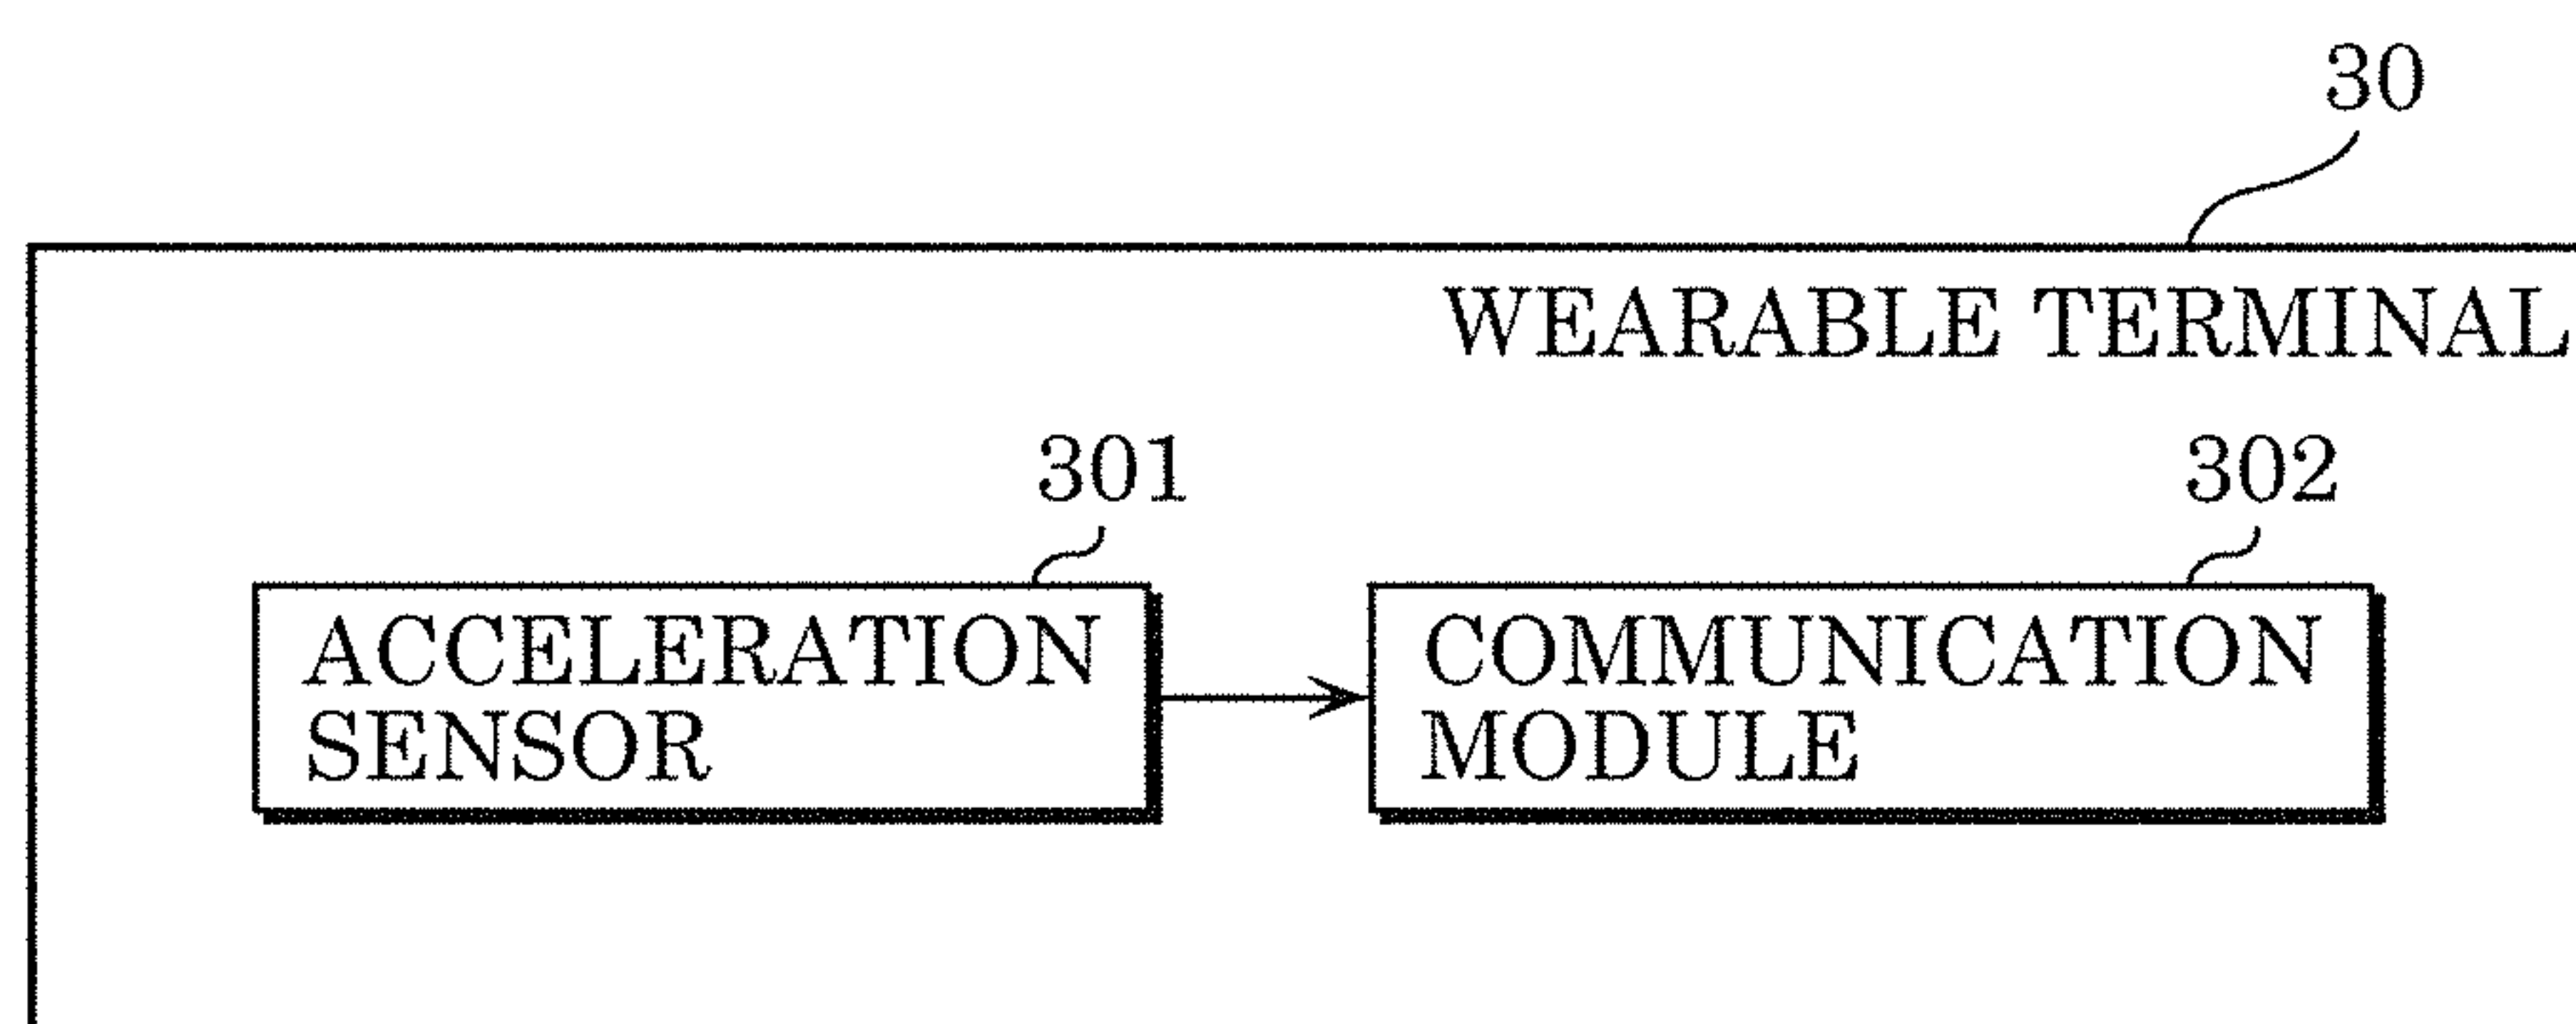 30
WEARABLE TERMINAL
301
302
ACCELERATION
SENSOR
COMMUNICATION
MODULE